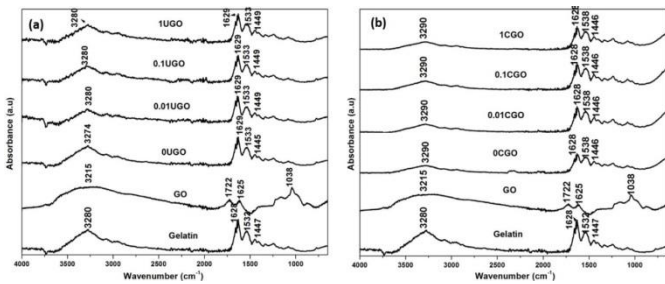 (a)
3280
1UGO
1629
1533
1449
3280
0.1UGO
1629
1533
1449
3280
0.01UGO
1629
1533
1449
3274
0UGO
1629
1533
1445
3215
GO
1722
1625
1038
3280
Gelatin
1628
1532
1447
Absorbance (a.u)
4000 3500 3000 2500 2000 1500 1000
Wavenumber (cm-1)
(b)
3290
1CGO
1628
1538
1446
3290
0.1CGO
1628
1538
1446
3290
0.01CGO
1628
1538
1446
3290
0CGO
1628
1538
1446
3215
GO
1722
1625
1038
3280
Gelatin
1628
1532
1447
Absorbance (a.u)
4000 3500 3000 2500 2000 1500 1000
Wavenumber (cm-1)